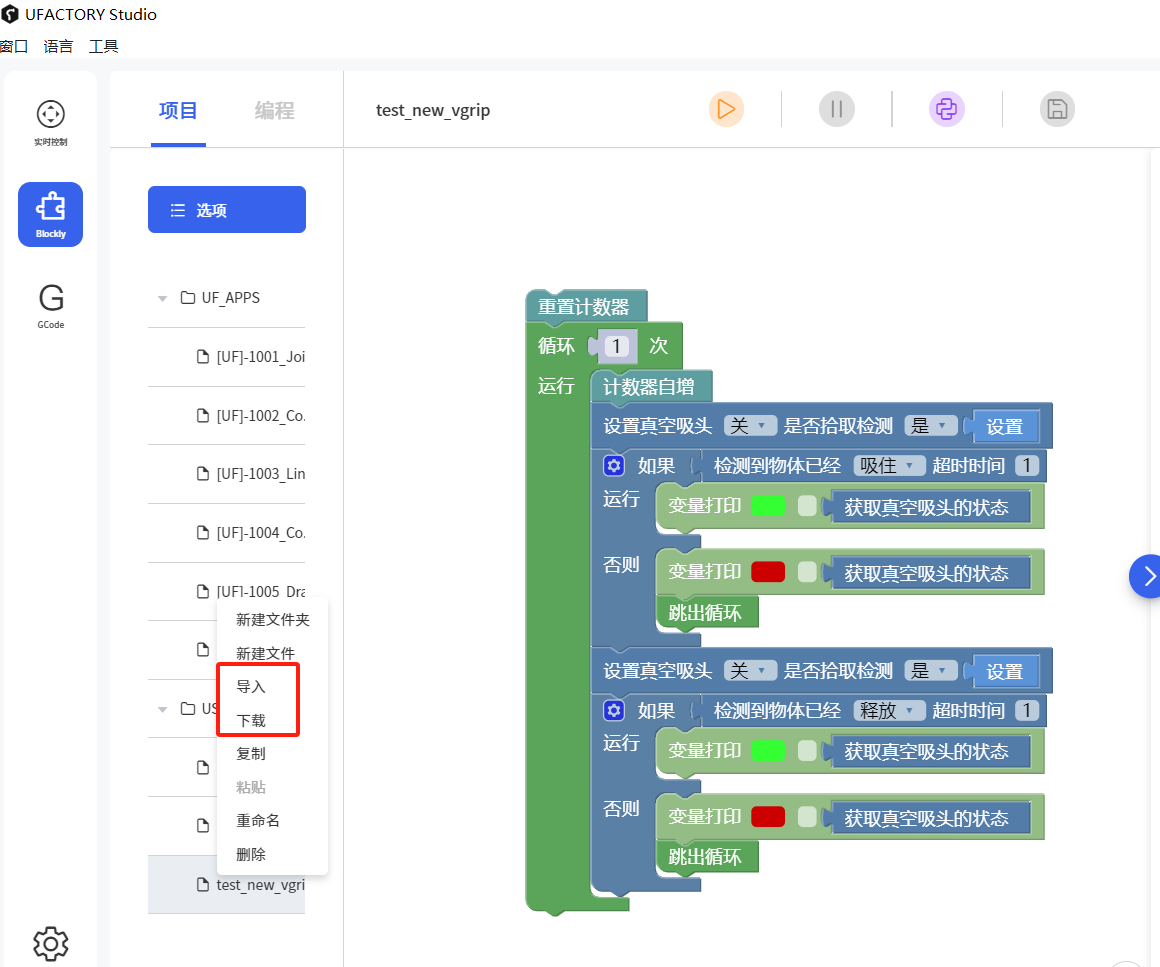 UFACTORY Studio
窗口 语言 工具
实时控制
Blockly
G
GCode
项目 编程
选项
UF_APPS
[UF]-1001_Joi
[UF]-1002_Co.
[UF]-1003_Lin
[UF]-1004_Co.
[UF]-1005_Dra
US
test_new_vgri
新建文件夹
新建文件
导入
下载
复制
粘贴
重命名
删除
test_new_vgrip
重置计数器
循环 1 次
运行 计数器自增
设置真空吸头 关 是否拾取检测 是 设置
如果 检测到物体已经 吸住 超时时间 1
运行 变量打印 获取真空吸头的状态
否则 变量打印 获取真空吸头的状态
跳出循环
设置真空吸头 关 是否拾取检测 是 设置
如果 检测到物体已经 释放 超时时间 1
运行 变量打印 获取真空吸头的状态
否则 变量打印 获取真空吸头的状态
跳出循环